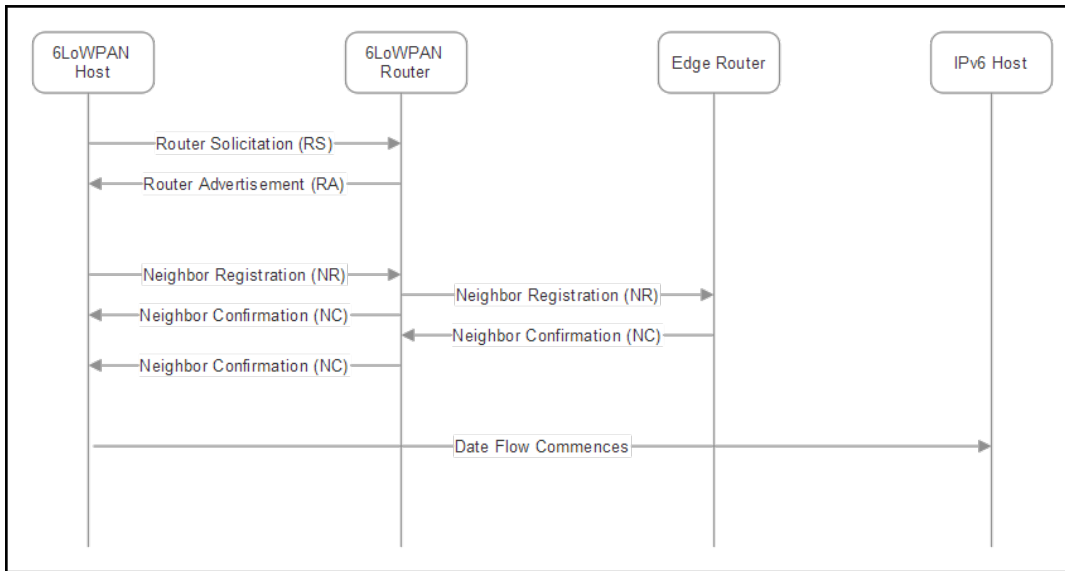 6LoWPAN
Host
6LoWPAN
Router
Edge Router
IPv6 Host
Router Solicitation (RS)
Router Advertisement (RA)
Neighbor Registration (NR)
Neighbor Registration (NR)
Neighbor Confirmation (NC)
Neighbor Confirmation (NC)
Neighbor Confirmation (NC)
Date Flow Commences